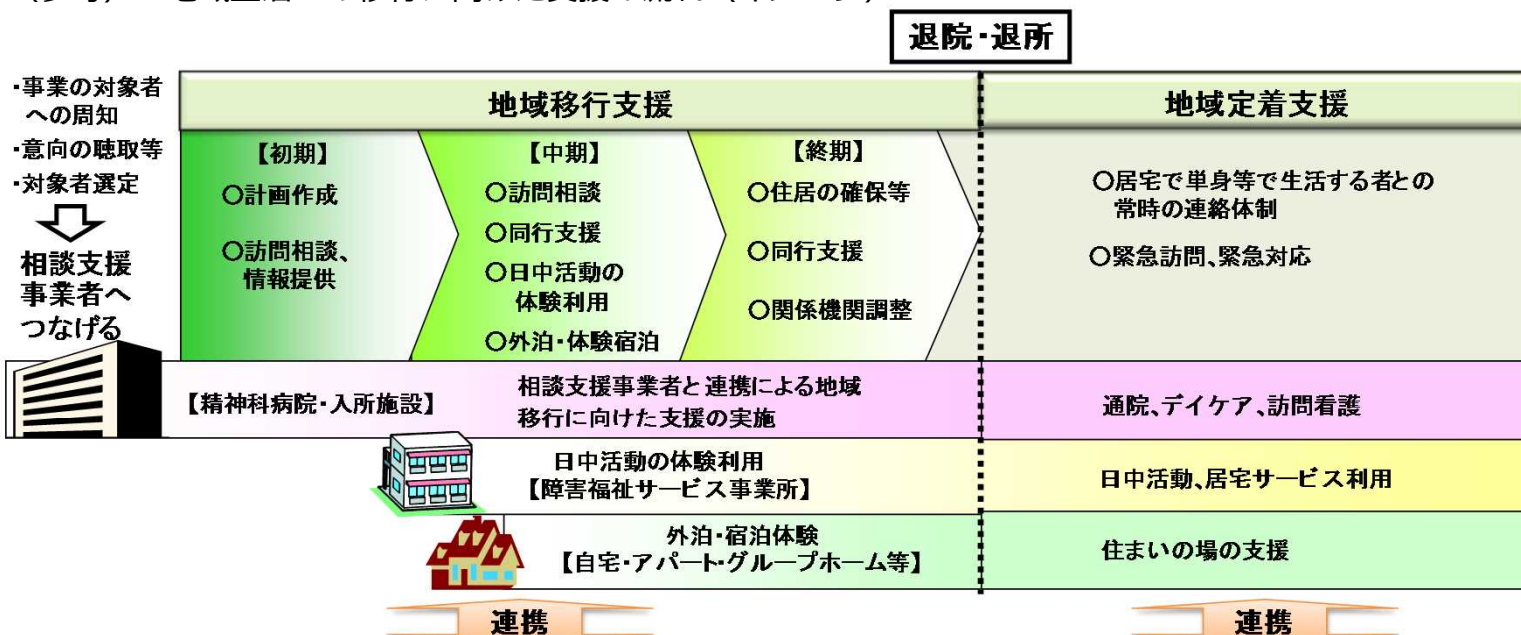 退院・退所
・事業の対象者
への周知
・意向の聴取等
・対象者選定
相談支援
事業者へ
つなげる
地域移行支援
地域定着支援
【初期】
〇計画作成
〇訪問相談、
情報提供
【中期】
〇訪問相談
〇同行支援
〇日中活動の
体験利用
〇外泊・体験宿泊
【終期】
〇住居の確保等
〇同行支援
〇関係機関調整
〇居宅で単身等で生活する者との
常時の連絡体制
〇緊急訪問、緊急対応
【精神科病院・入所施設】
相談支援事業者と連携による地域
移行に向けた支援の実施
通院、デイケア、訪問看護
日中活動の体験利用
【障害福祉サービス事業所】
日中活動、居宅サービス利用
外泊・宿泊体験
【自宅・アパート・グループホーム等】
住まいの場の支援
連携
連携